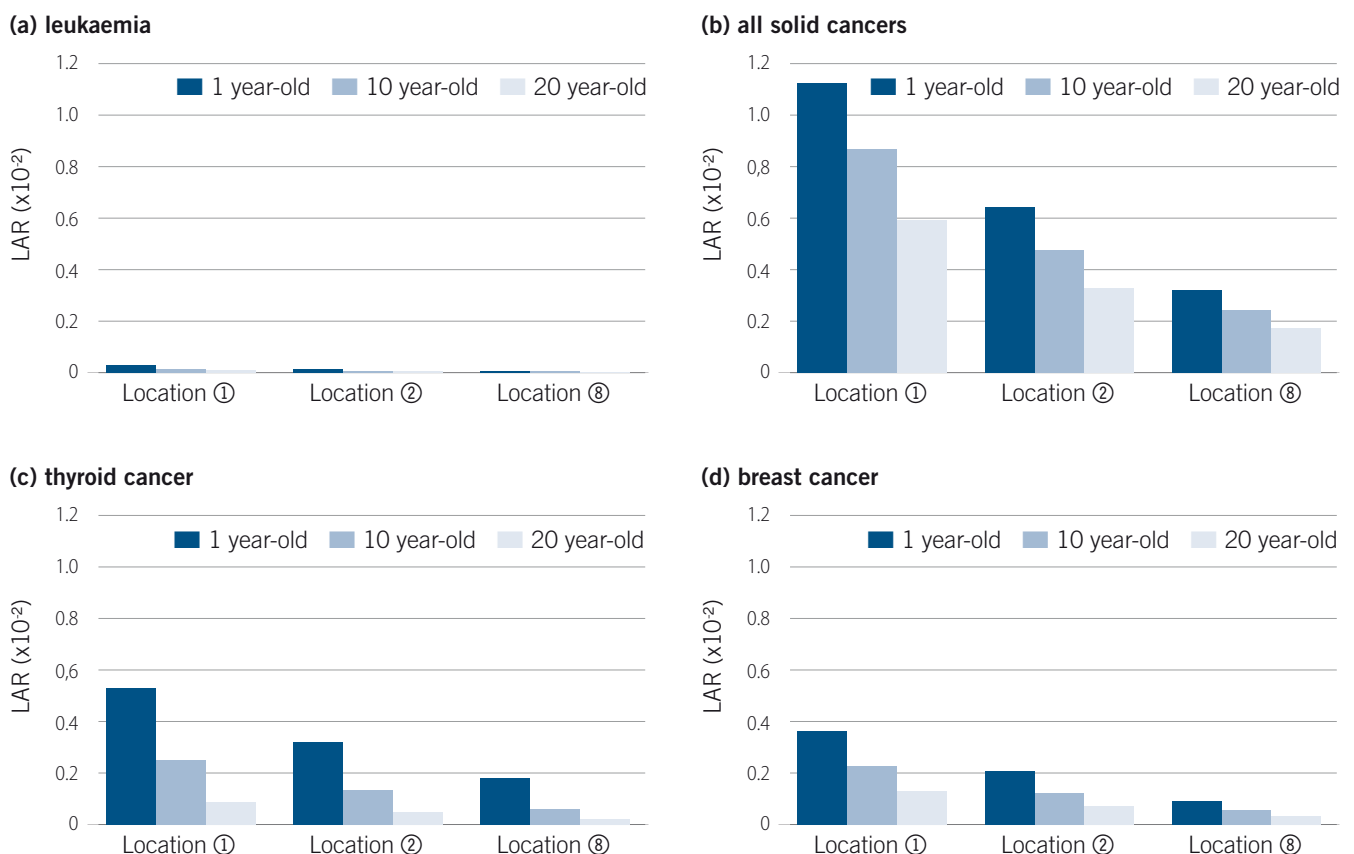 (a) leukaemia
1.2
1 year-old 10 year-old 20 year-old
1.0
0.8
0.6
0.4
0.2
0
LAR (x10⁻²)
Location ① Location ② Location ⑧
(b) all solid cancers
1.2
1 year-old 10 year-old 20 year-old
1.0
0.8
0.6
0.4
0.2
0
LAR (x10⁻²)
Location ① Location ② Location ⑧
(c) thyroid cancer
1.2
1 year-old 10 year-old 20 year-old
1.0
0.8
0,6
0.4
0.2
0
LAR (x10⁻²)
Location ① Location ② Location ⑧
(d) breast cancer
1.2
1 year-old 10 year-old 20 year-old
1.0
0.8
0.6
0.4
0.2
0
LAR (x10⁻²)
Location ① Location ② Location ⑧